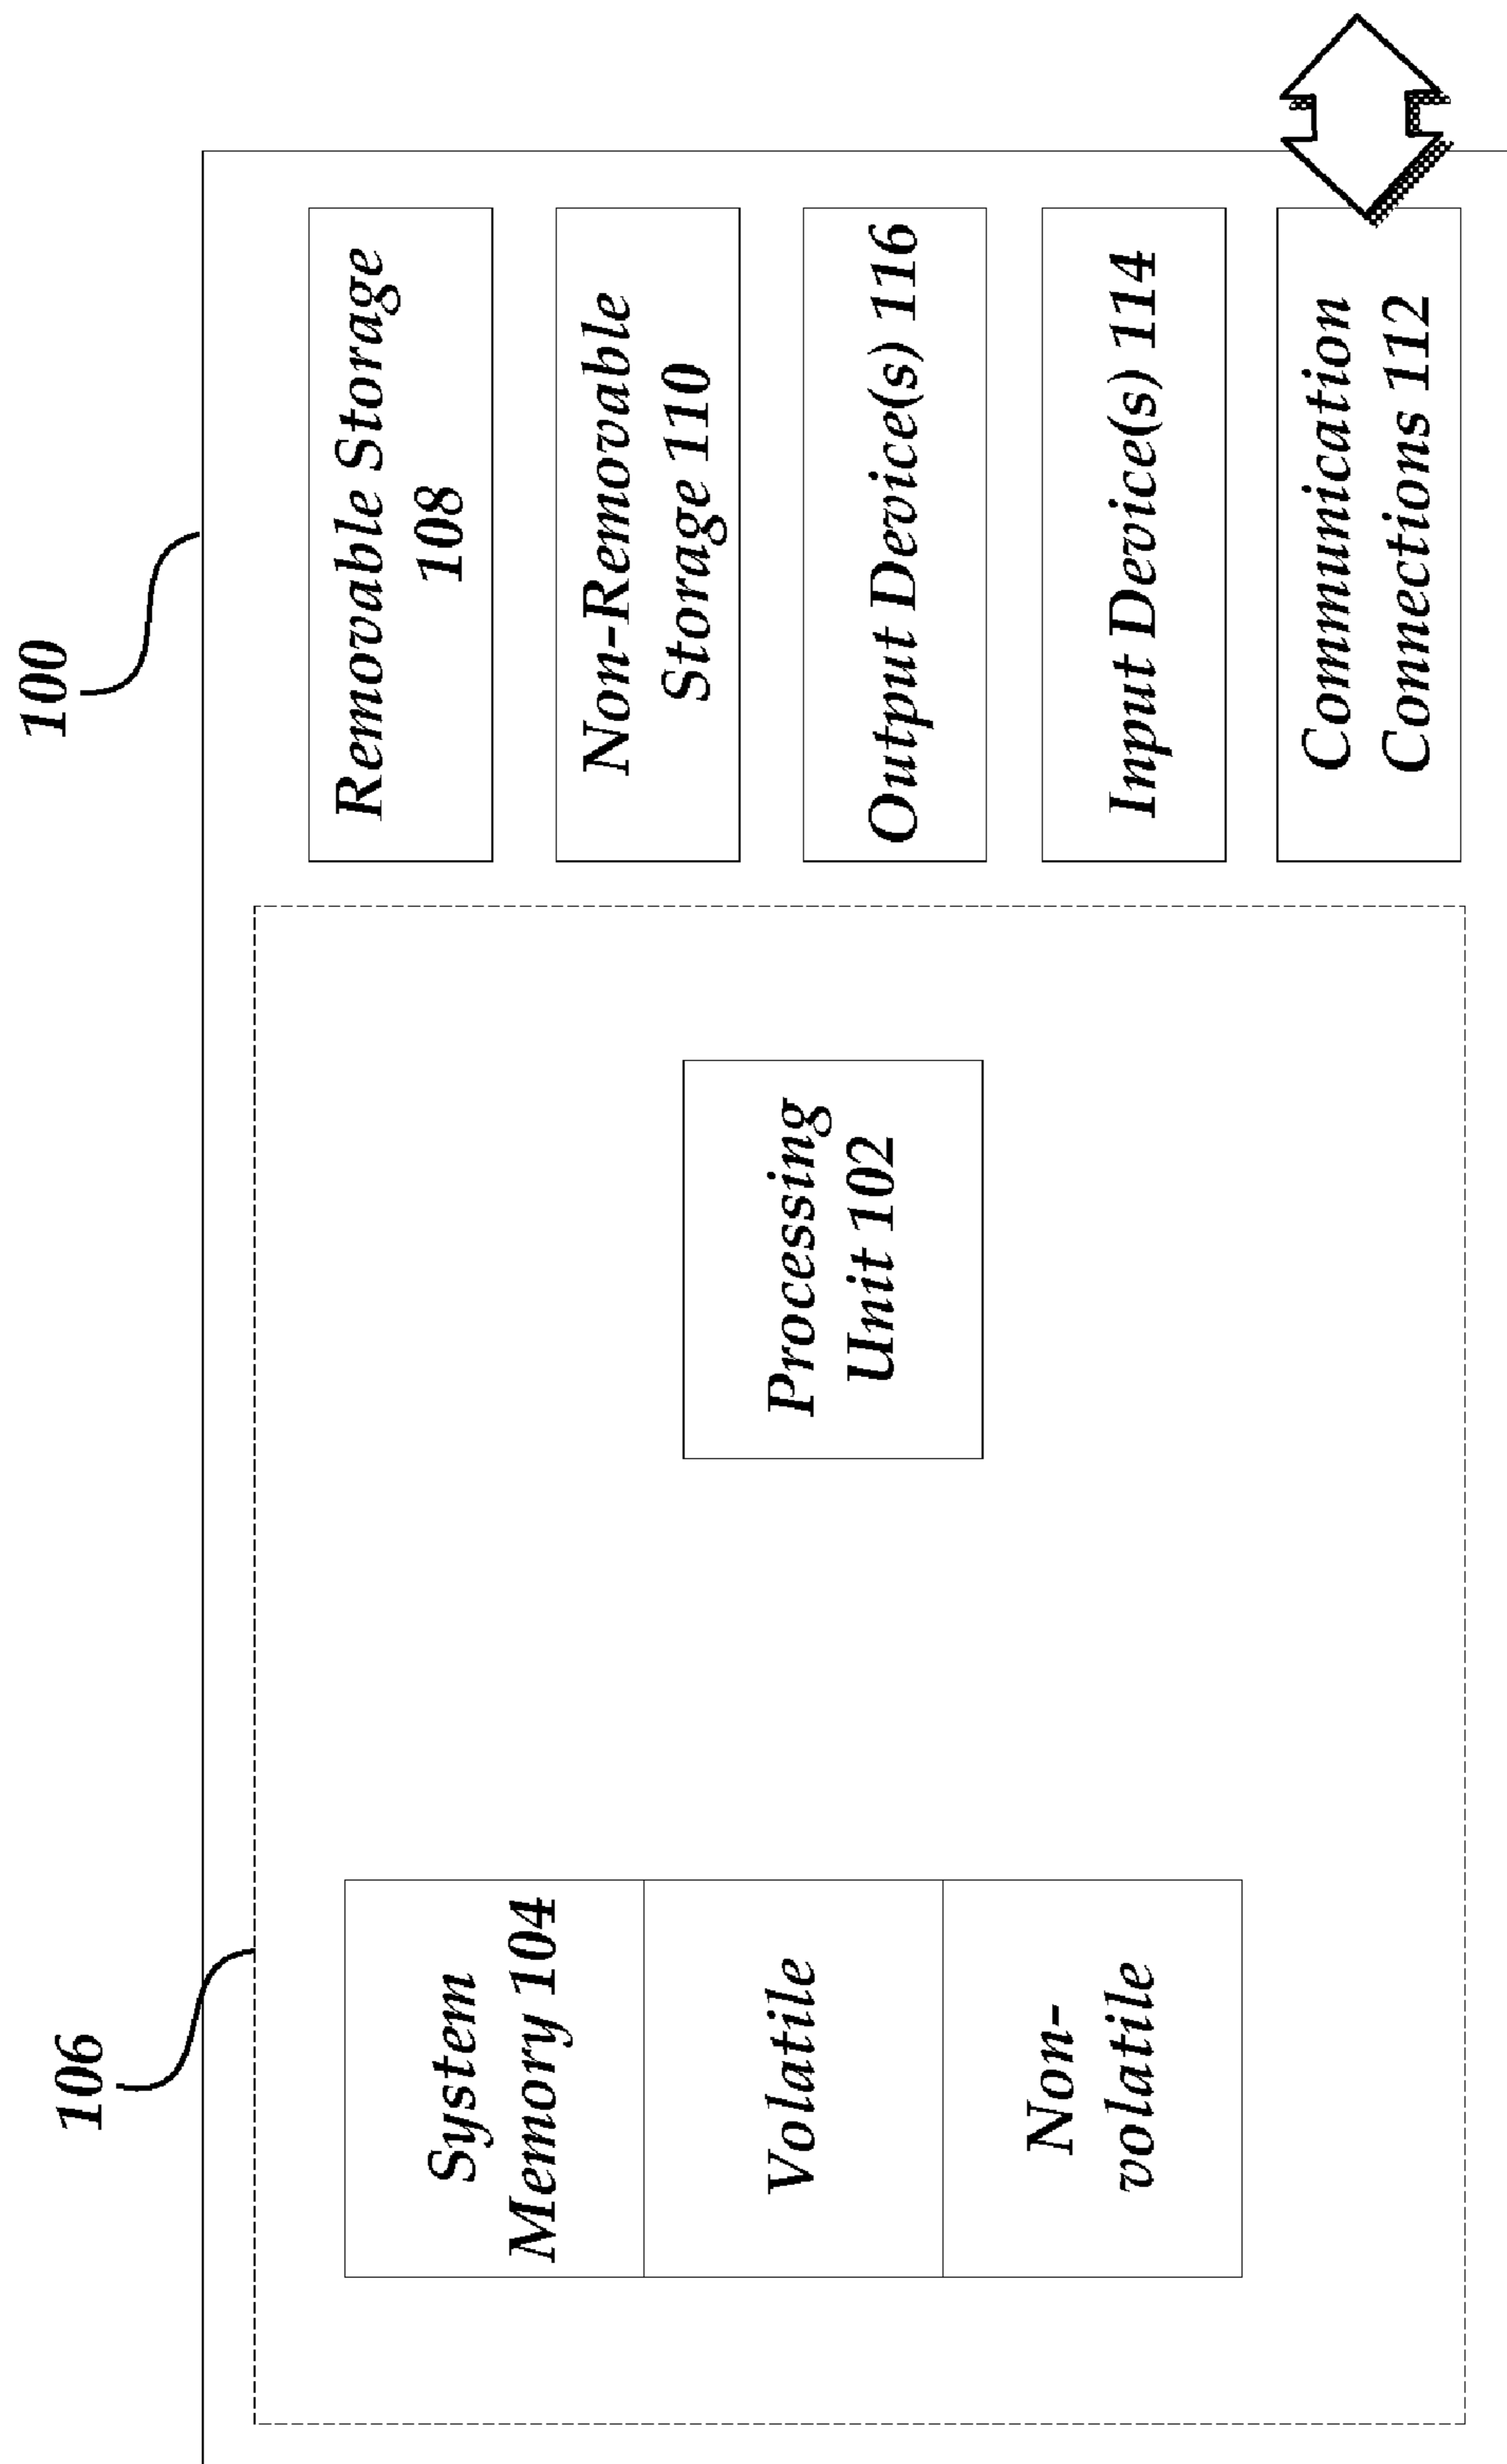 100
106
System
Memory 104
Volatile
Non-
volatile
Processing
Unit 102
Removable Storage
108
Non-Removable
Storage 110
Output Device(s) 116
Input Device(s) 114
Communication
Connections 112